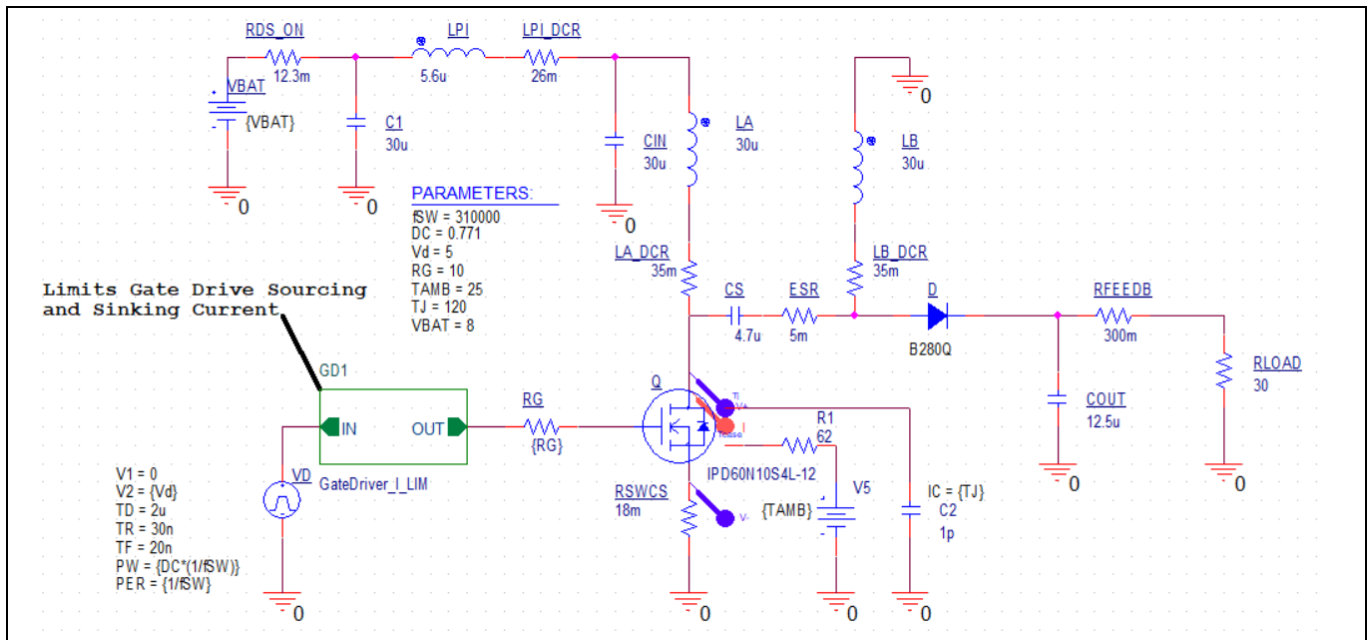 RDS_ON
12.3m
LPI
5.6u
LPI_DCR
26m
VBAT
{VBAT}
0
C1
30u
0
CIN
30u
0
LA
30u
LB
30u
0
PARAMETERS:
fSW = 310000
DC = 0.771
Vd = 5
RG = 10
TAMB = 25
TJ = 120
VBAT = 8
LA_DCR
35m
LB_DCR
35m
CS
4.7u
ESR
5m
D
B280Q
RFEEDB
300m
RLOAD
30
0
COUT
12.5u
0
Limits Gate Drive Sourcing
and Sinking Current
GD1
IN
OUT
GateDriver_I_LIM
RG
{RG}
Q
Tj
V+
I
Tcase
IPD60N10S4L-12
R1
62
RSWCS
18m
V-
0
V5
{TAMB}
0
IC = {TJ}
C2
1p
0
VD
V1 = 0
V2 = {Vd}
TD = 2u
TR = 30n
TF = 20n
PW = {DC*(1/fSW)}
PER = {1/fSW}
0